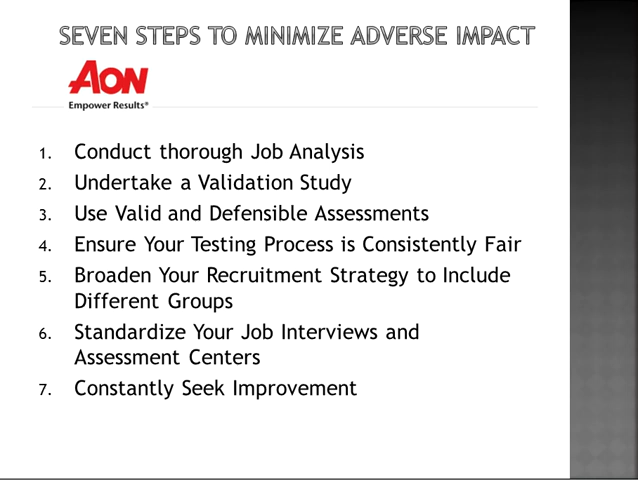 SEVEN STEPS TO MINIMIZE ADVERSE IMPACT
AON
Empower Results®
1. Conduct thorough Job Analysis
2. Undertake a Validation Study
3. Use Valid and Defensible Assessments
4. Ensure Your Testing Process is Consistently Fair
5. Broaden Your Recruitment Strategy to Include
Different Groups
6. Standardize Your Job Interviews and
Assessment Centers
7. Constantly Seek Improvement